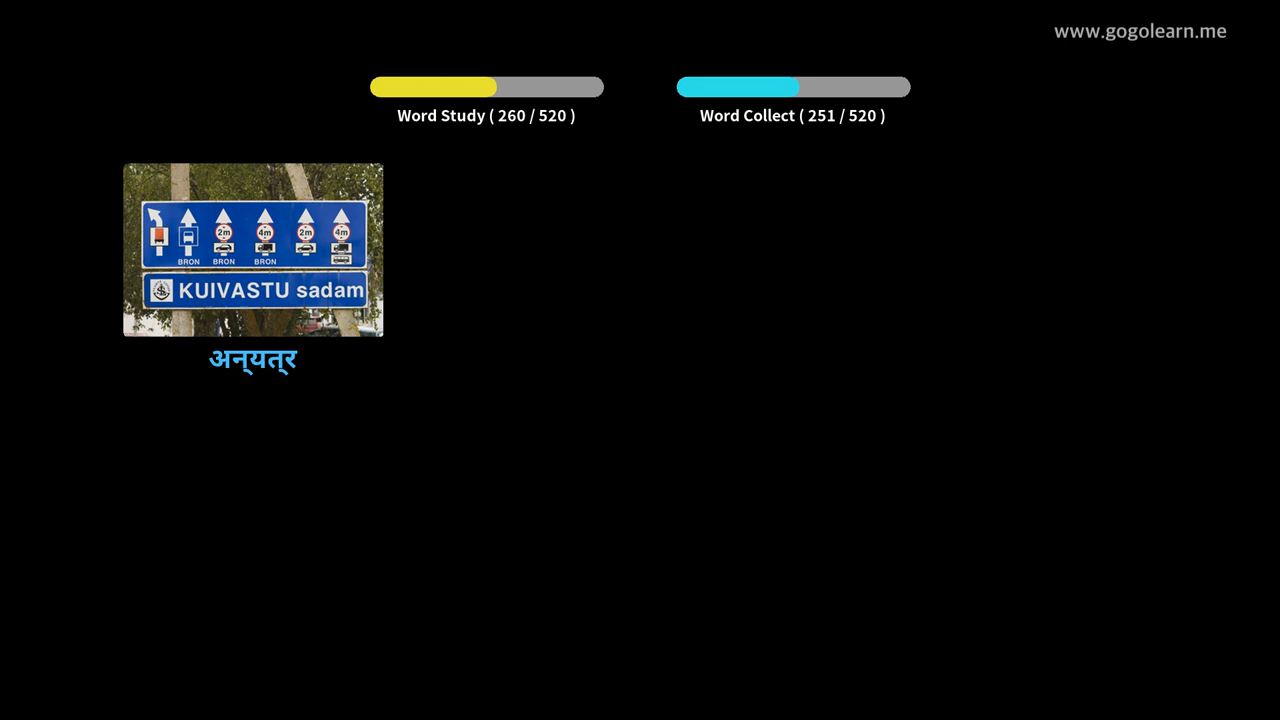 www.gogolearn.me
Word Study ( 260 / 520 )
Word Collect ( 251 / 520 )
2m
4m
2m
4m
BRON
BRON
BRON
KUIVASTU sadam
अन्‌यत्‌र